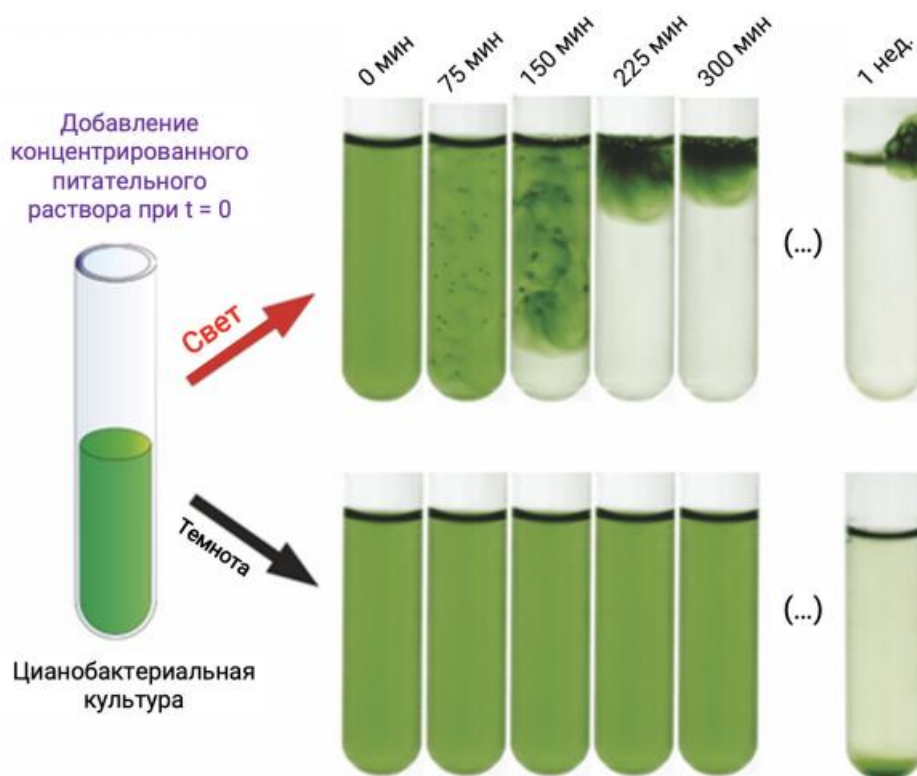 0 мин
75 мин
150 мин
225 мин
300 мин
1 нед.
Добавление
концентрированного
питательного
раствора при t = 0
Свет
(...)
Темнота
(...)
Цианобактериальная
культура